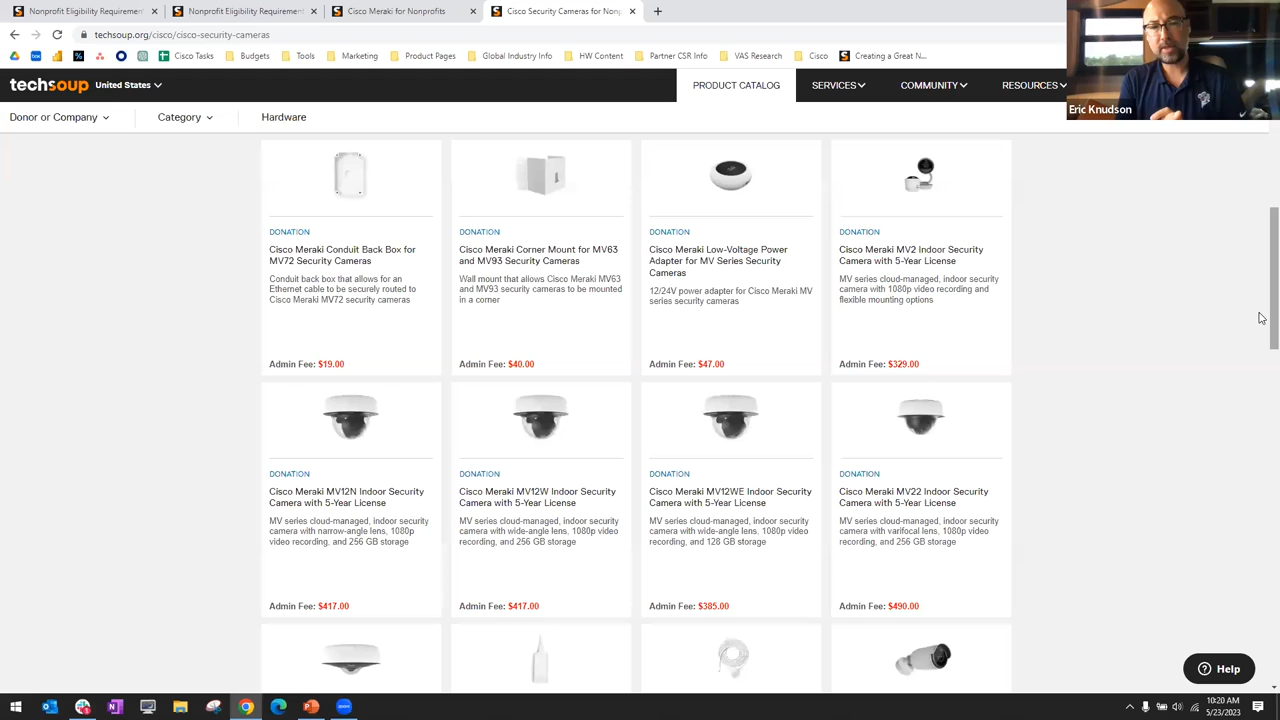 Nonprofit Eligibility Requiremen
Nonprofit Eligibility Requirement
Cisco Meraki for Nonprofits
Cisco Security Cameras for Nonp
techsoup.org/cisco/cisco-security-cameras
Cisco Tasks
Budgets
Tools
Marketing
Product Pages
Global Industry Info
HW Content
Partner CSR Info
VAS Research
Cisco
Creating a Great N...
Eric Knudson
techsoup
United States
PRODUCT CATALOG
SERVICES
COMMUNITY
RESOURCES
Donor or Company
Category
Hardware
DONATION
Cisco Meraki Conduit Back Box for
MV72 Security Cameras
Conduit back box that allows for an
Ethernet cable to be securely routed to
Cisco Meraki MV72 security cameras
Admin Fee: $19.00
DONATION
Cisco Meraki Corner Mount for MV63
and MV93 Security Cameras
Wall mount that allows Cisco Meraki MV63
and MV93 security cameras to be mounted
in a corner
Admin Fee: $40.00
DONATION
Cisco Meraki Low-Voltage Power
Adapter for MV Series Security
Cameras
12/24V power adapter for Cisco Meraki MV
series security cameras
Admin Fee: $47.00
DONATION
Cisco Meraki MV2 Indoor Security
Camera with 5-Year License
MV series cloud-managed, indoor security
camera with 1080p video recording and
flexible mounting options
Admin Fee: $329.00
DONATION
Cisco Meraki MV12N Indoor Security
Camera with 5-Year License
MV series cloud-managed, indoor security
camera with narrow-angle lens, 1080p
video recording, and 256 GB storage
Admin Fee: $417.00
DONATION
Cisco Meraki MV12W Indoor Security
Camera with 5-Year License
MV series cloud-managed, indoor security
camera with wide-angle lens, 1080p video
recording, and 256 GB storage
Admin Fee: $417.00
DONATION
Cisco Meraki MV12WE Indoor Security
Camera with 5-Year License
MV series cloud-managed, indoor security
camera with wide-angle lens, 1080p video
recording, and 128 GB storage
Admin Fee: $385.00
DONATION
Cisco Meraki MV22 Indoor Security
Camera with 5-Year License
MV series cloud-managed, indoor security
camera with varifocal lens, 1080p video
recording, and 256 GB storage
Admin Fee: $490.00
Help
10:20 AM
5/23/2023